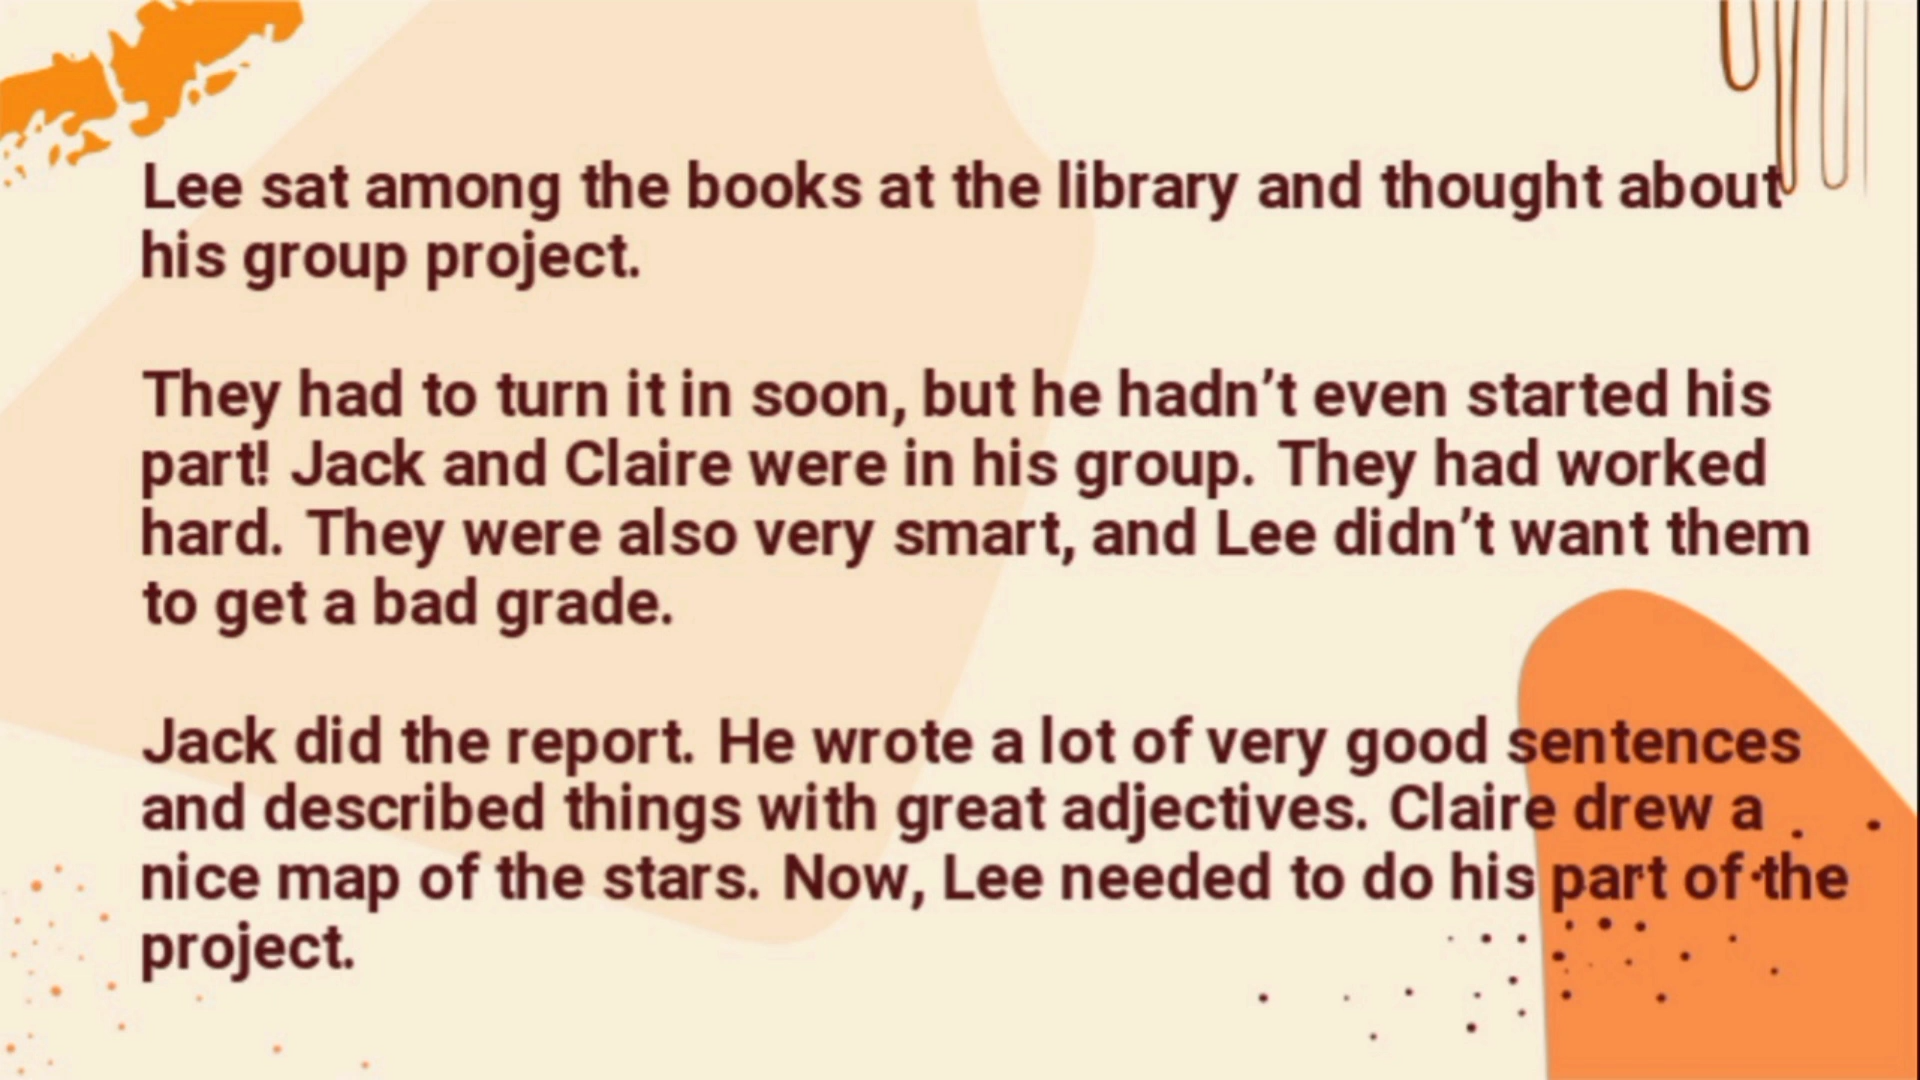 Lee sat among the books at the library and thought about
his group project.
They had to turn it in soon, but he hadn’t even started his
part! Jack and Claire were in his group. They had worked
hard. They were also very smart, and Lee didn’t want them
to get a bad grade.
Jack did the report. He wrote a lot of very good sentences
and described things with great adjectives. Claire drew a
nice map of the stars. Now, Lee needed to do his part of the
project.